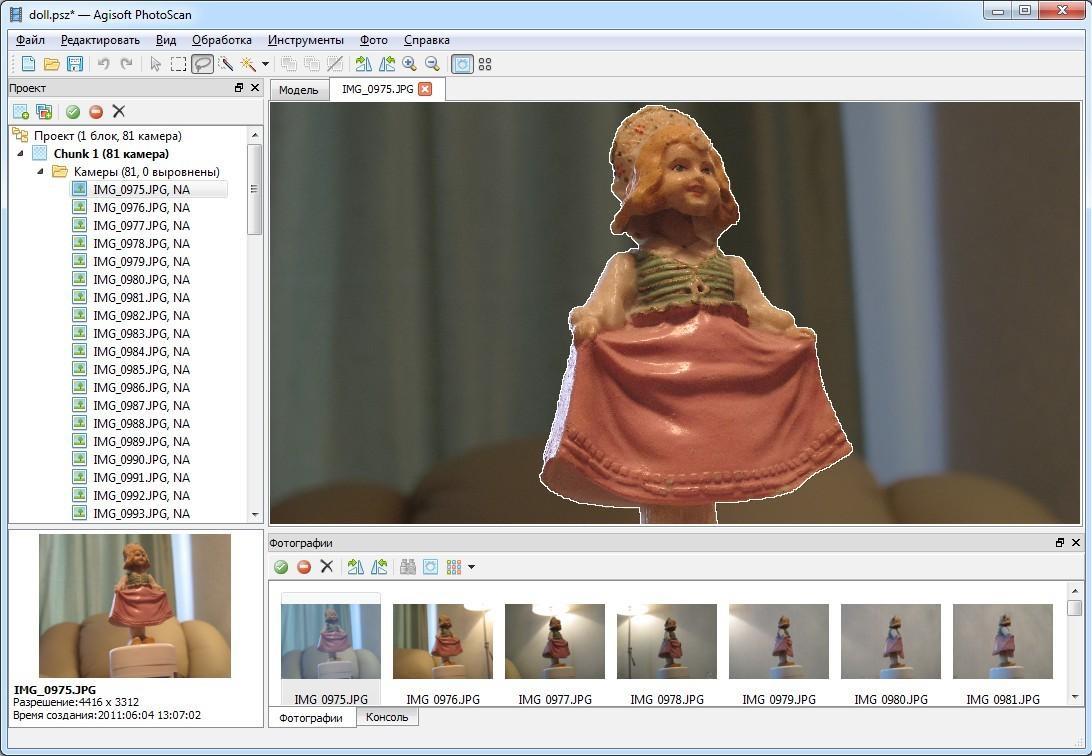 doll.psz* — Agisoft PhotoScan
Файл Редактировать Вид Обработка Инструменты Фото Справка
Проект
Проект (1 блок, 81 камера)
Chunk 1 (81 камера)
Камеры (81, 0 выровнены)
IMG_0975.JPG, NA
IMG_0976.JPG, NA
IMG_0977.JPG, NA
IMG_0978.JPG, NA
IMG_0979.JPG, NA
IMG_0980.JPG, NA
IMG_0981.JPG, NA
IMG_0982.JPG, NA
IMG_0983.JPG, NA
IMG_0984.JPG, NA
IMG_0985.JPG, NA
IMG_0986.JPG, NA
IMG_0987.JPG, NA
IMG_0988.JPG, NA
IMG_0989.JPG, NA
IMG_0990.JPG, NA
IMG_0991.JPG, NA
IMG_0992.JPG, NA
IMG_0993.JPG, NA
IMG_0975.JPG
Разрешение:4416 x 3312
Время создания:2011:06:04 13:07:02
Модель IMG_0975.JPG
Фотографии
IMG_0975.JPG IMG_0976.JPG IMG_0977.JPG IMG_0978.JPG IMG_0979.JPG IMG_0980.JPG IMG_0981.JPG
Фотографии Консоль